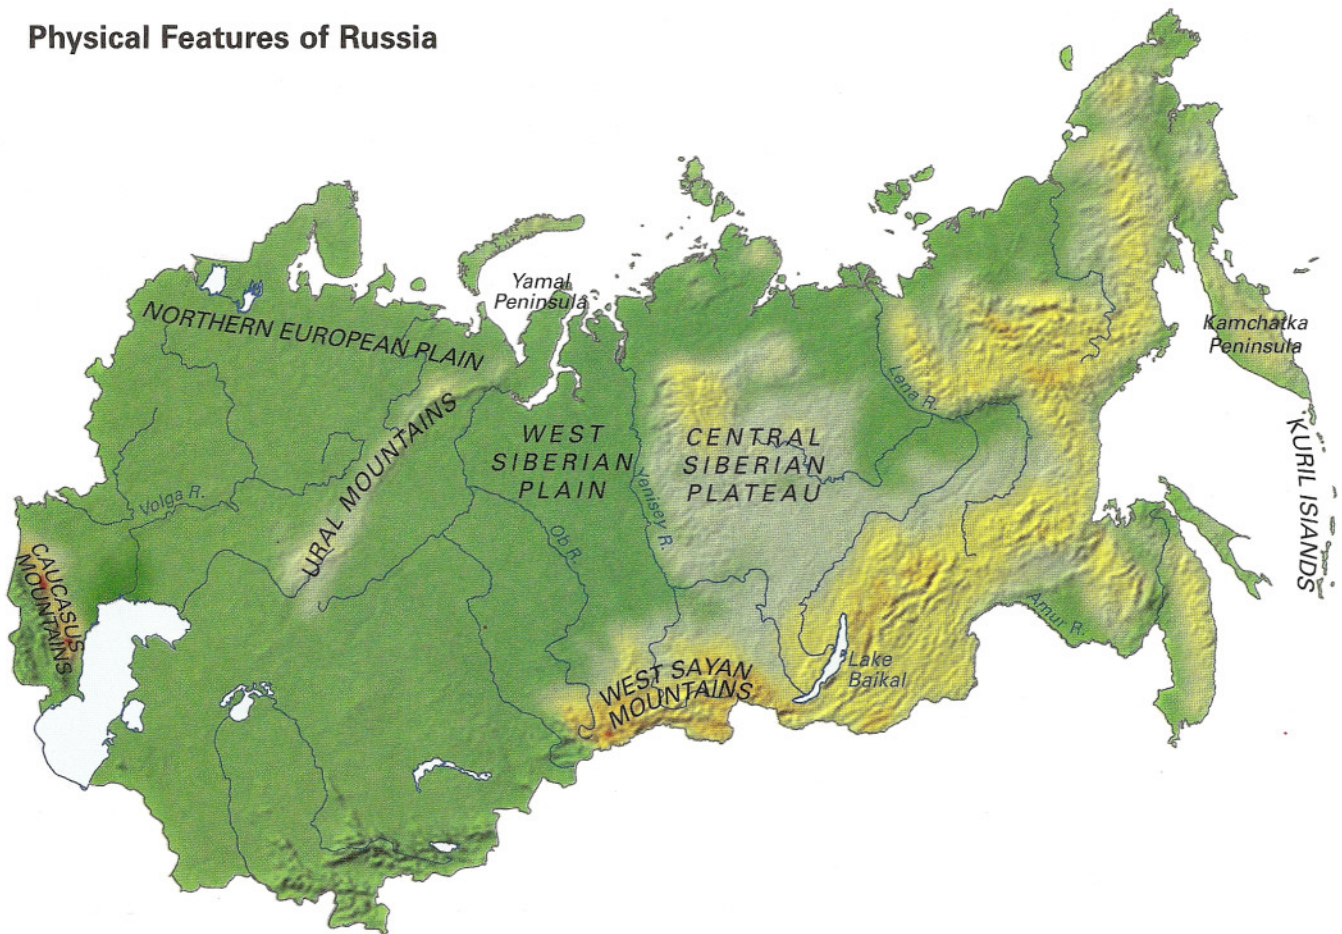 Physical Features of Russia
Yamal
Peninsula
NORTHERN EUROPEAN PLAIN
Kamchatka
Peninsula
URAL MOUNTAINS
Lena R.
WEST
SIBERIAN
PLAIN
CENTRAL
SIBERIAN
PLATEAU
KURIL ISLANDS
Volga R.
Yenisey R.
Ob R.
CAUCASUS
MOUNTAINS
Amur R.
Lake
Baikal
WEST SAYAN
MOUNTAINS